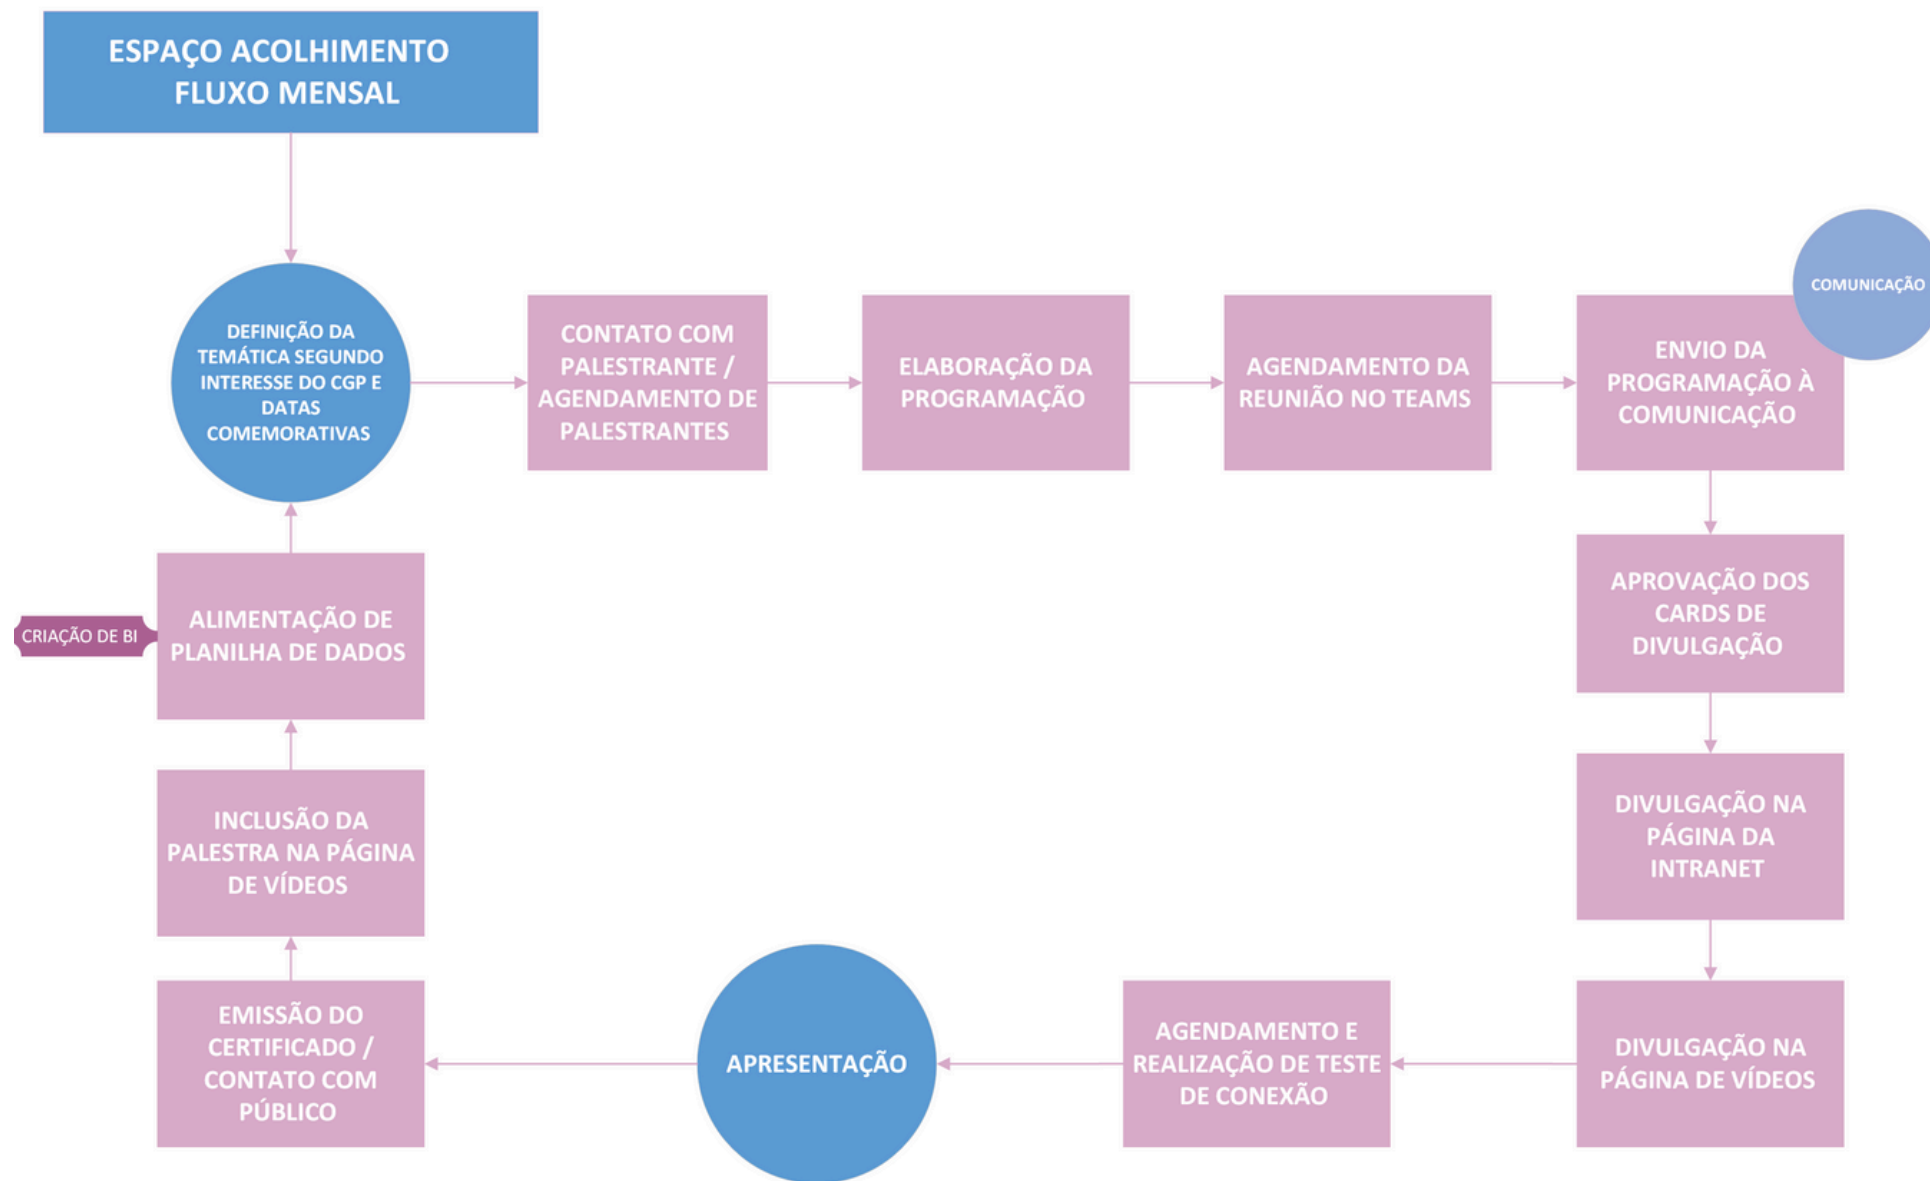 ESPAÇO ACOLHIMENTO
FLUXO MENSAL
DEFINIÇÃO DA
TEMÁTICA SEGUNDO
INTERESSE DO CGP E
DATAS
COMEMORATIVAS
CONTATO COM
PALESTRANTE /
AGENDAMENTO DE
PALESTRANTES
ELABORAÇÃO DA
PROGRAMAÇÃO
AGENDAMENTO DA
REUNIÃO NO TEAMS
ENVIO DA
PROGRAMAÇÃO À
COMUNICAÇÃO
COMUNICAÇÃO
APROVAÇÃO DOS
CARDS DE
DIVULGAÇÃO
DIVULGAÇÃO NA
PÁGINA DA
INTRANET
DIVULGAÇÃO NA
PÁGINA DE VÍDEOS
AGENDAMENTO E
REALIZAÇÃO DE TESTE
DE CONEXÃO
APRESENTAÇÃO
EMISSÃO DO
CERTIFICADO /
CONTATO COM
PÚBLICO
INCLUSÃO DA
PALESTRA NA PÁGINA
DE VÍDEOS
ALIMENTAÇÃO DE
PLANILHA DE DADOS
CRIAÇÃO DE BI